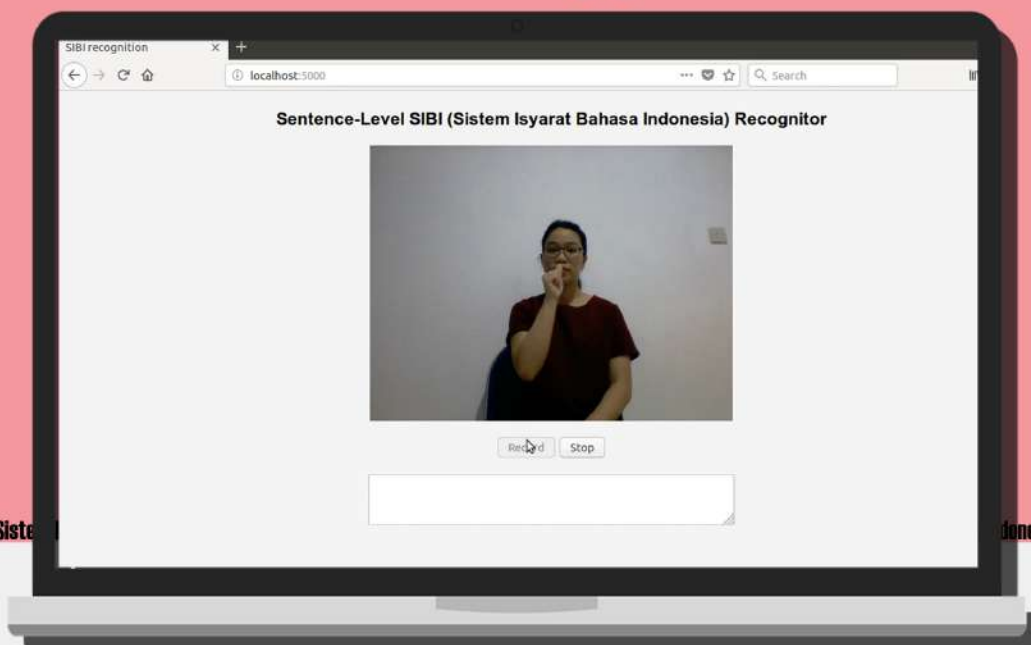 SIBI recognition
localhost:5000
Search
Sentence-Level SIBI (Sistem Isyarat Bahasa Indonesia) Recognitor
Record Stop